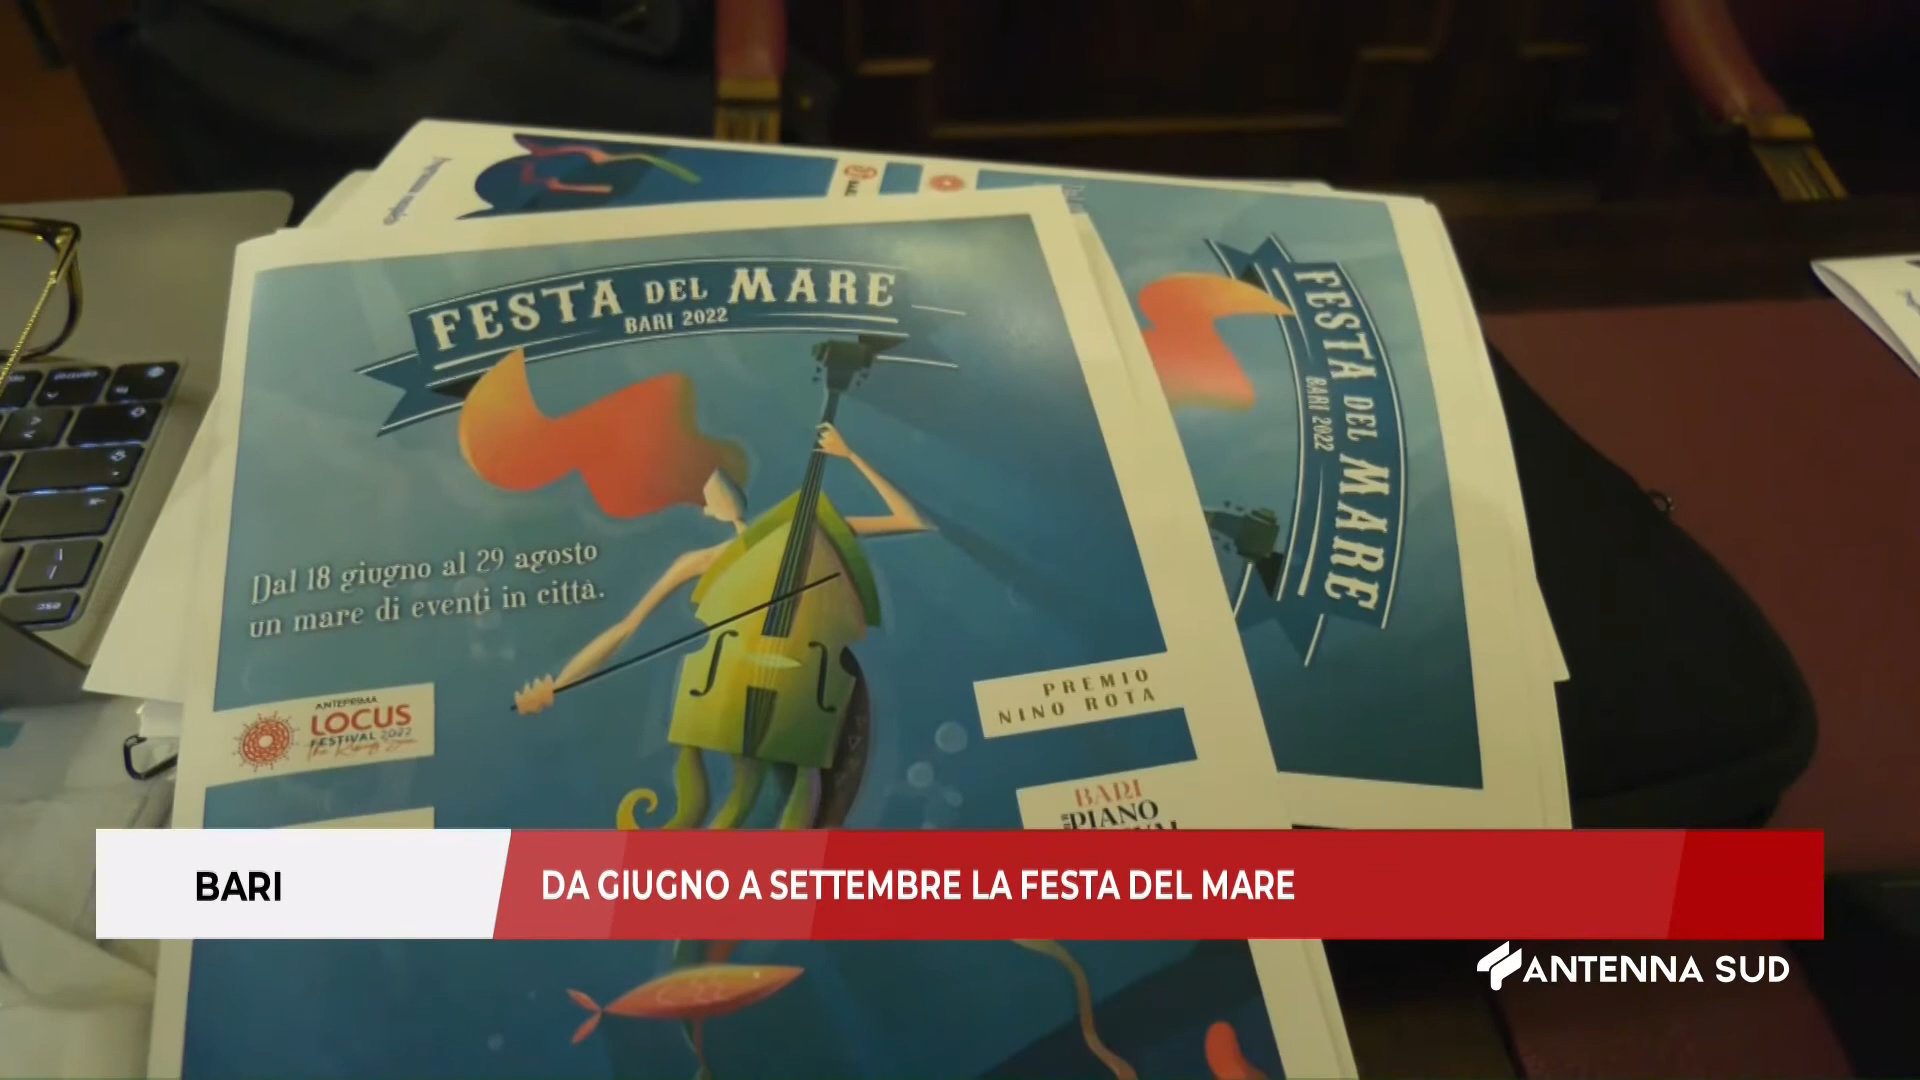 FESTA DEL MARE
BARI 2022
Dal 18 giugno al 29 agosto
un mare di eventi in città.
ANTEPRIMA
LOCUS
FESTIVAL 2022
PREMIO
NINO ROTA
BARI
PIANO
FESTA DEL MARE
BARI 2022
esc
BARI
DA GIUGNO A SETTEMBRE LA FESTA DEL MARE
ANTENNA SUD